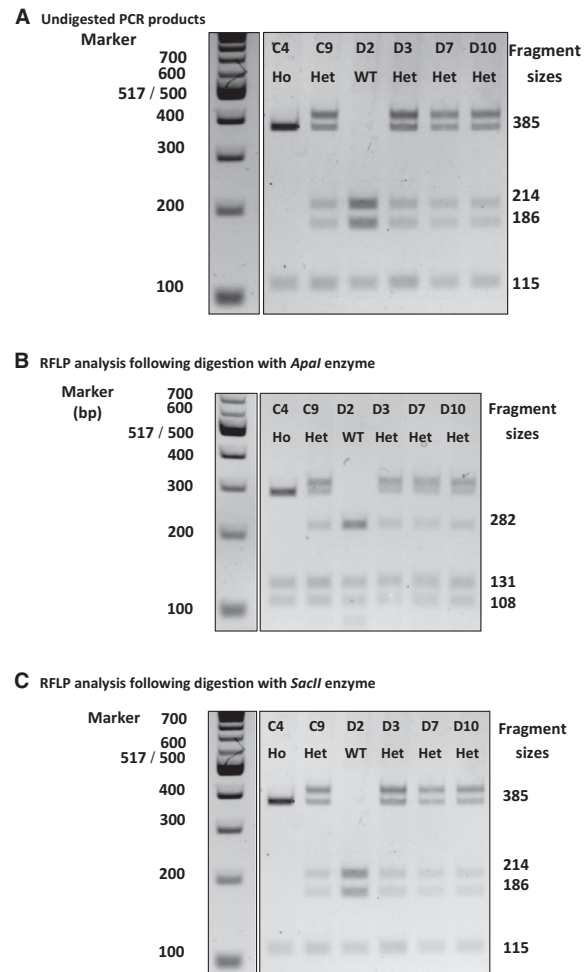 A Undigested PCR products
Marker
700
600
517 / 500
400
300
200
100
C4 C9 D2 D3 D7 D10
Ho Het WT Het Het Het
Fragment
sizes
385
214
186
115
B RFLP analysis following digestion with ApaI enzyme
Marker
(bp)
700
600
517 / 500
400
300
200
100
C4 C9 D2 D3 D7 D10
Ho Het WT Het Het Het
Fragment
sizes
282
131
108
C RFLP analysis following digestion with SacII enzyme
Marker
700
600
517 / 500
400
300
200
100
C4 C9 D2 D3 D7 D10
Ho Het WT Het Het Het
Fragment
sizes
385
214
186
115